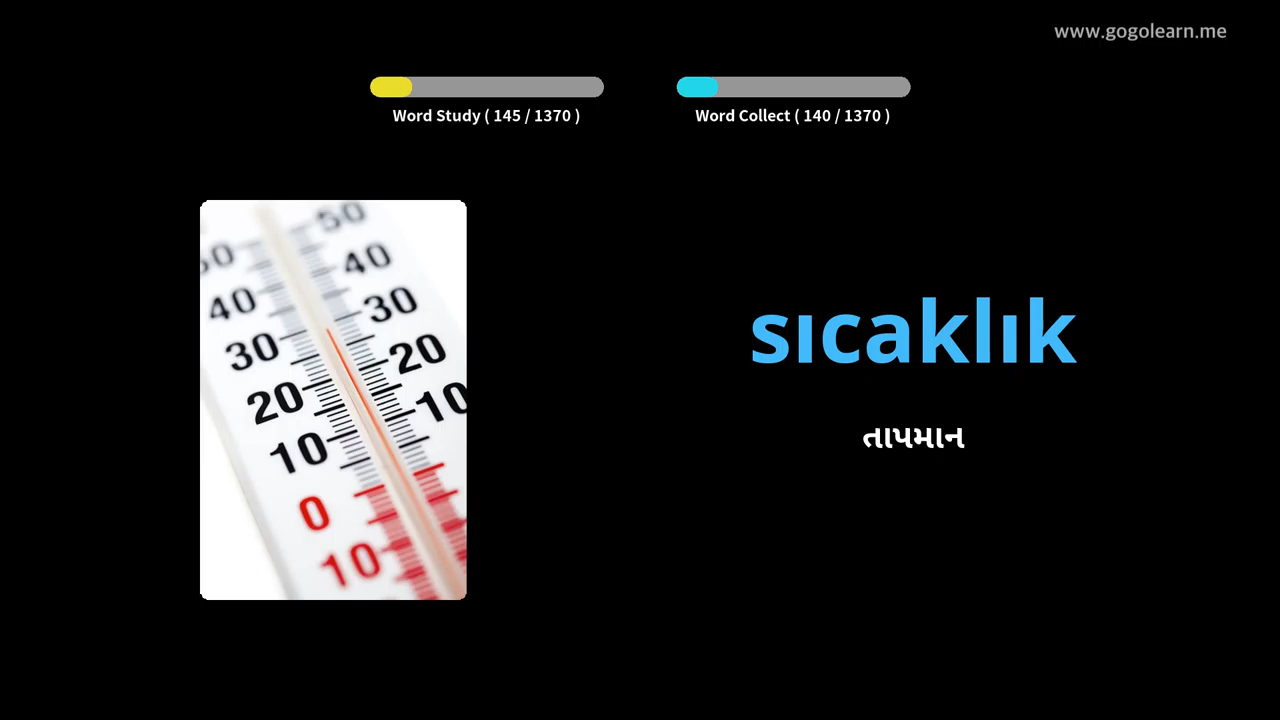 www.gogolearn.me
Word Study ( 145 / 1370 )
Word Collect ( 140 / 1370 )
50
40
40
30
30
20
20
10
10
0
10
sıcaklık
તાપમાન